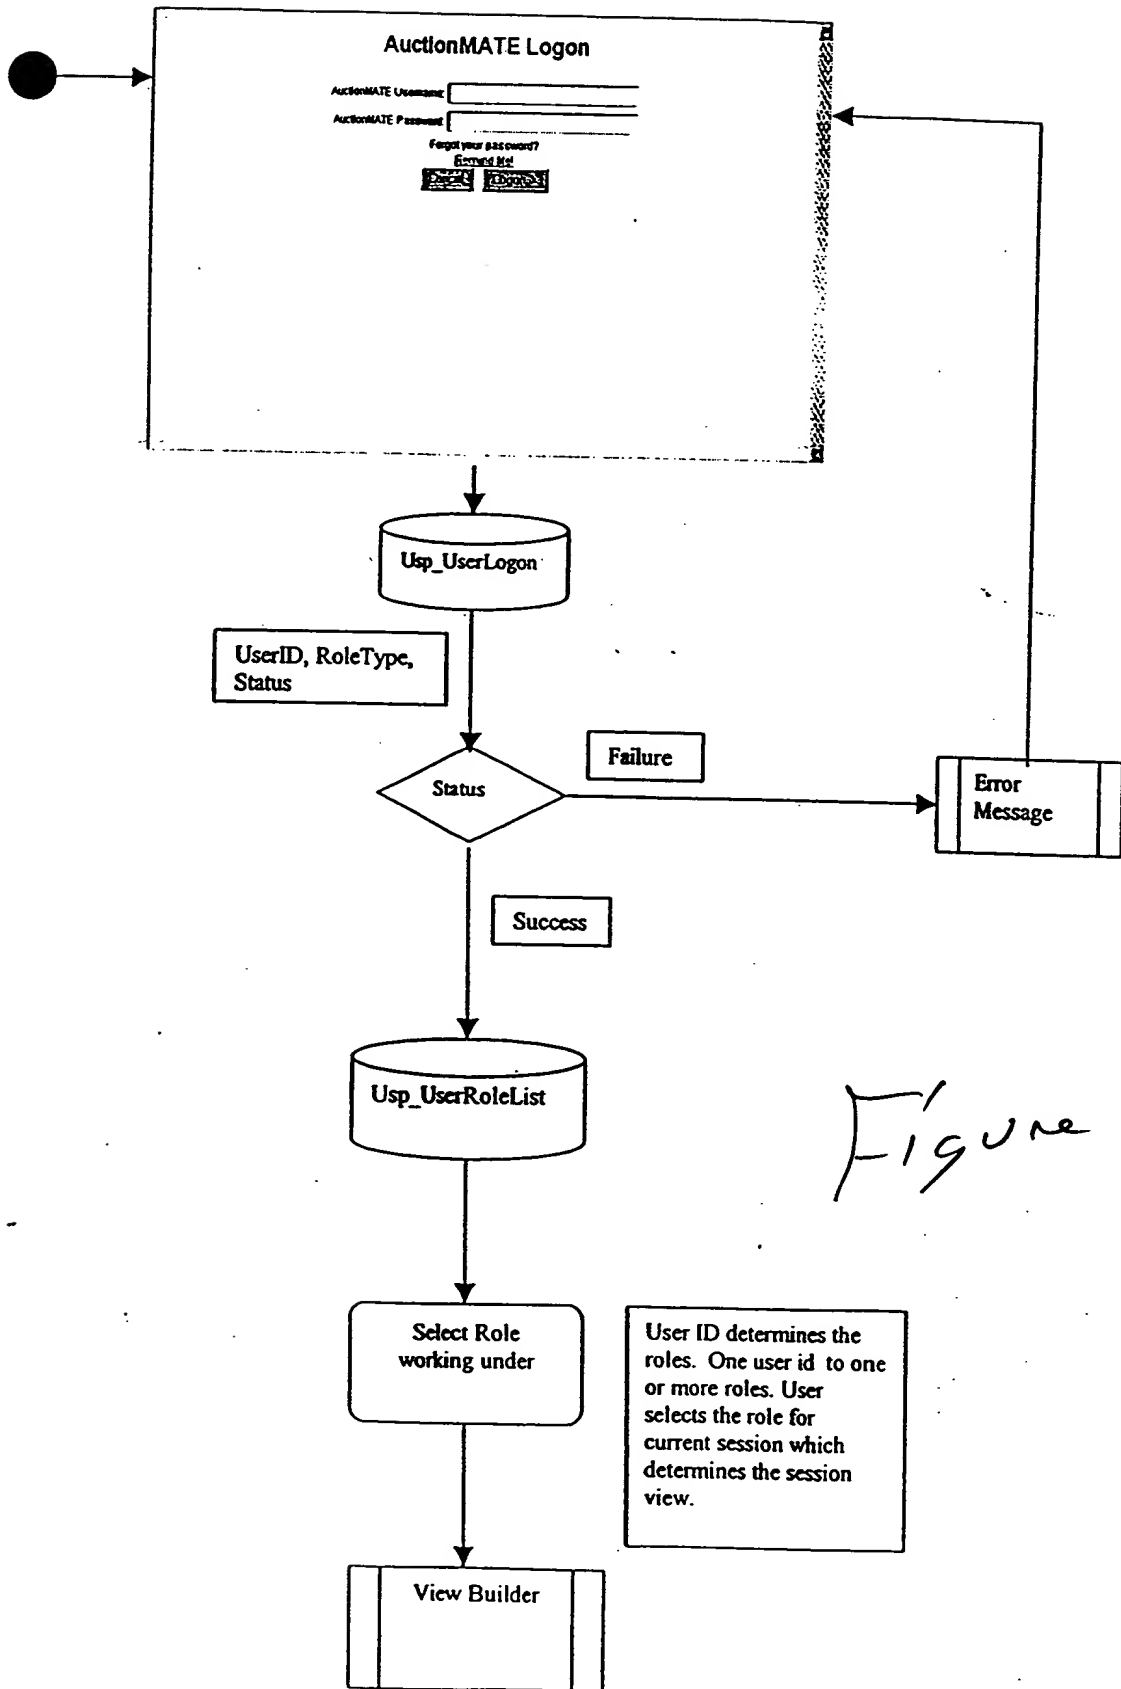 AuctionMATE Logon
AuctionMATE Username:
AuctionMATE Password:
Forgot your password?
Remind Me!
Usp_UserLogon
UserID, RoleType,
Status
Status
Failure
Error
Message
Success
Usp_UserRoleList
Figure
Select Role
working under
User ID determines the
roles. One user id to one
or more roles. User
selects the role for
current session which
determines the session
view.
View Builder